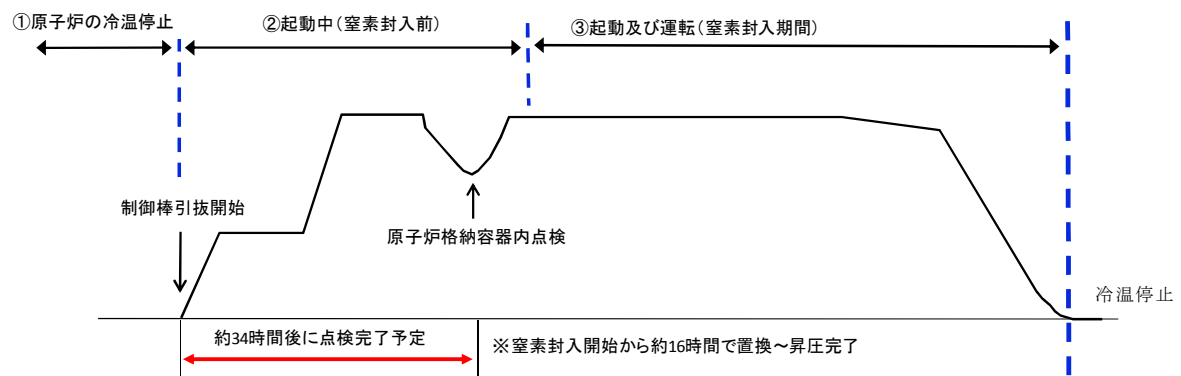 ①原子炉の冷温停止
②起動中(窒素封入前)
③起動及び運転(窒素封入期間)
制御棒引抜開始
原子炉格納容器内点検
冷温停止
約34時間後に点検完了予定
※窒素封入開始から約16時間で置換～昇圧完了